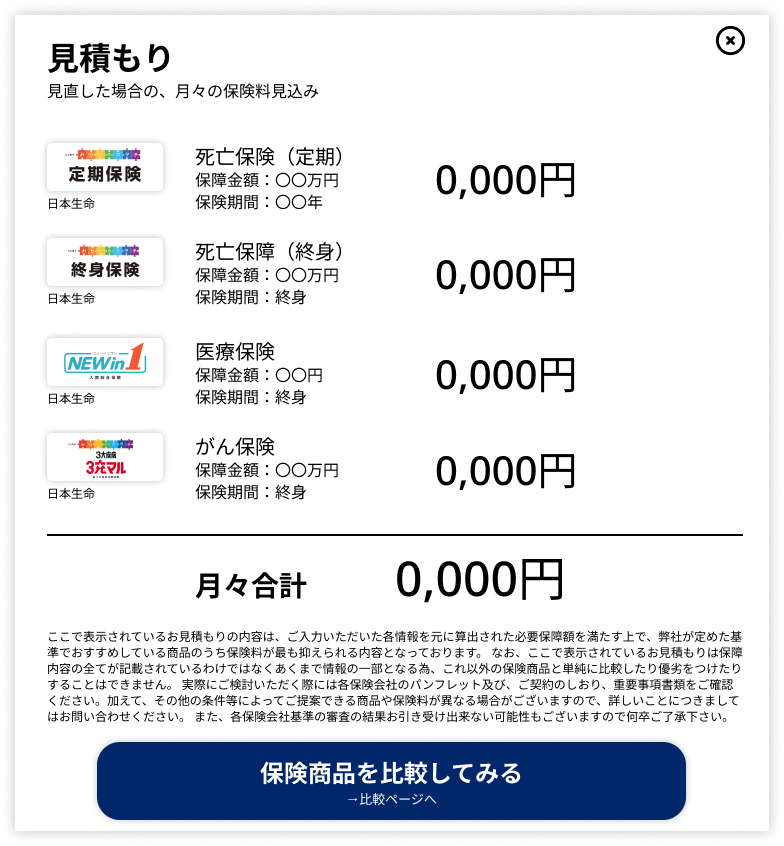 見積もり
見直した場合の、月々の保険料見込み
定期保険
日本生命
死亡保険（定期）
保障金額：〇〇万円
保険期間：〇〇年
0,000円
終身保険
日本生命
死亡保障（終身）
保障金額：〇〇万円
保険期間：終身
0,000円
ニューインワン
NEWin1
入院総合保険
日本生命
医療保険
保障金額：〇〇円
保険期間：終身
0,000円
3大疾病
3充マル
日本生命
がん保険
保障金額：〇〇万円
保険期間：終身
0,000円
月々合計
0,000円
ここで表示されているお見積もりの内容は、ご入力いただいた各情報を元に算出された必要保障額を満たす上で、弊社が定めた基
準でおすすめしている商品のうち保険料が最も抑えられる内容となっております。 なお、ここで表示されているお見積もりは保障
内容の全てが記載されているわけではなくあくまで情報の一部となる為、これ以外の保険商品と単純に比較したり優劣をつけたり
することはできません。 実際にご検討いただく際には各保険会社のパンフレット及び、ご契約のしおり、重要事項書類をご確認
ください。加えて、その他の条件等によってご提案できる商品や保険料が異なる場合がございますので、詳しいことにつきまして
はお問い合わせください。 また、各保険会社基準の審査の結果お引き受け出来ない可能性もございますので何卒ご了承下さい。
保険商品を比較してみる
→比較ページへ